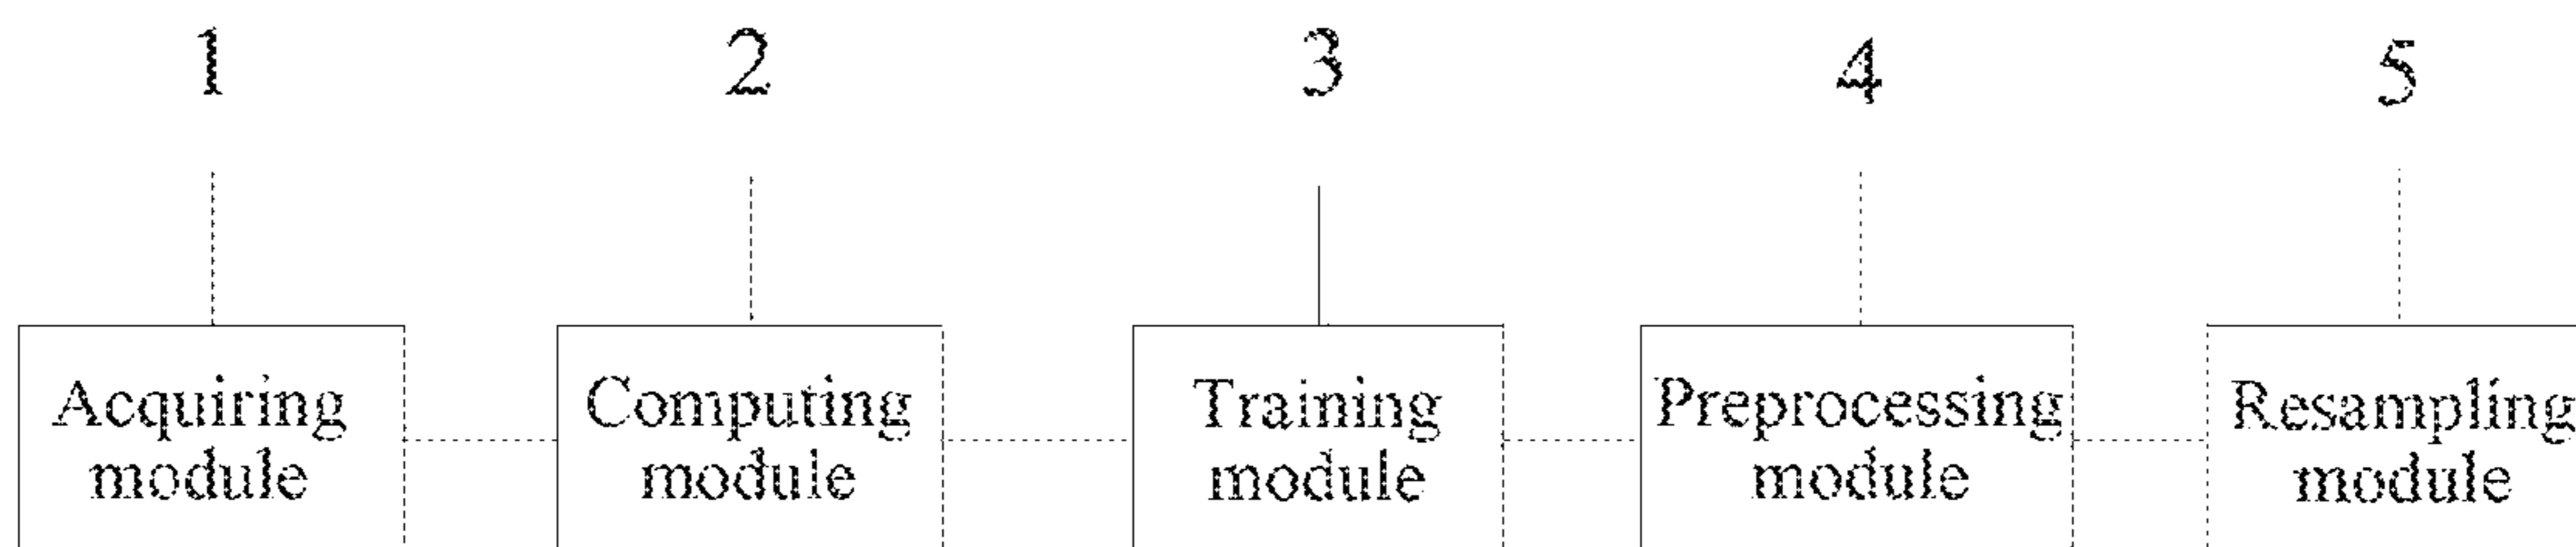 1 2 3 4 5
Acquiring Computing Training Preprocessing Resampling
module module module module module